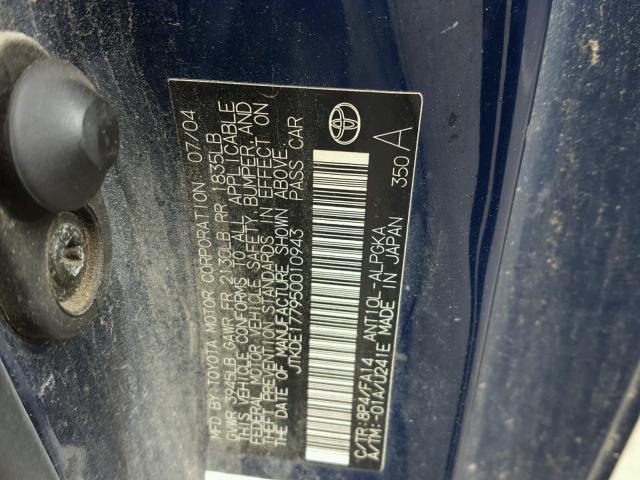 MFD.BY TOYOTA MOTOR CORPORATION 07/04
GVWR 3945LB GAWR FR 2130LB RR 1835LB
THIS VEHICLE CONFORMS TO ALL APPLICABLE
FEDERAL MOTOR VEHICLE SAFETY, BUMPER, AND
THEFT PREVENTION STANDARDS IN EFFECT ON
THE DATE OF MANUFACTURE SHOWN ABOVE.
JTKDE177950010943 PASS CAR
C/TR: 8P4/FA14 ANT10L-ALPGKA
A/TM: -01A/U241E MADE IN JAPAN
350 A